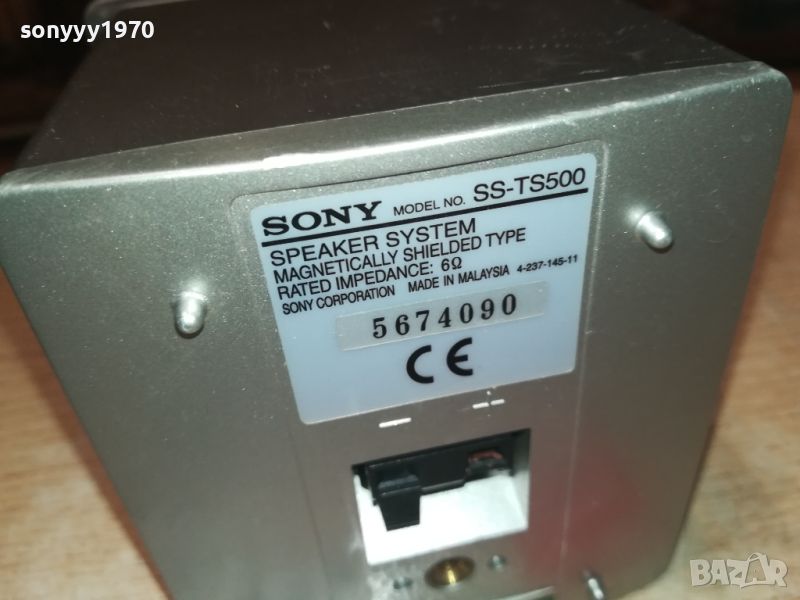 sonyyy1970
SONY MODEL NO. SS-TS500
SPEAKER SYSTEM
MAGNETICALLY SHIELDED TYPE
RATED IMPEDANCE: 6Ω
SONY CORPORATION MADE IN MALAYSIA 4-237-145-11
5674090
CE
BAZAR